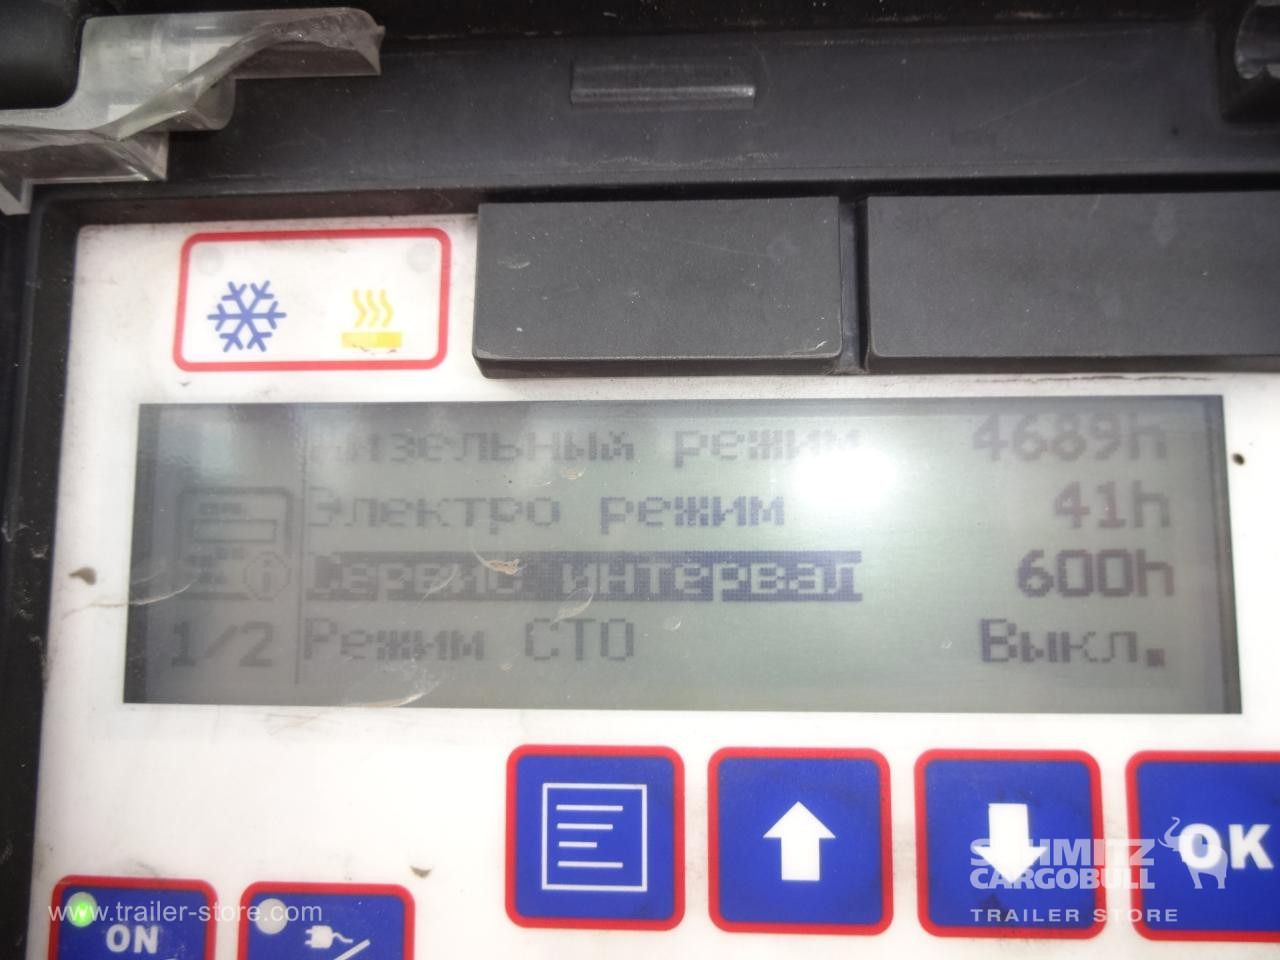 Дизельный режим 4689h
Электро режим 41h
Сервис интервал 600h
1/2 Режим СТО Выкл.
OK
SCHMITZ
CARGOBULL
TRAILER STORE
www.trailer-store.com
ON